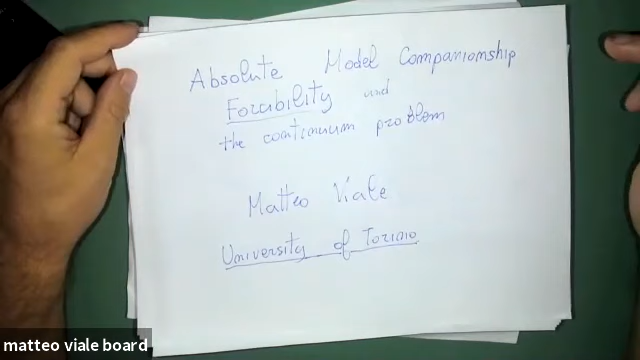 Absolute Model Companionship
Forcibility and
the continuum problem
Matteo Viale
University of Torino
matteo viale board